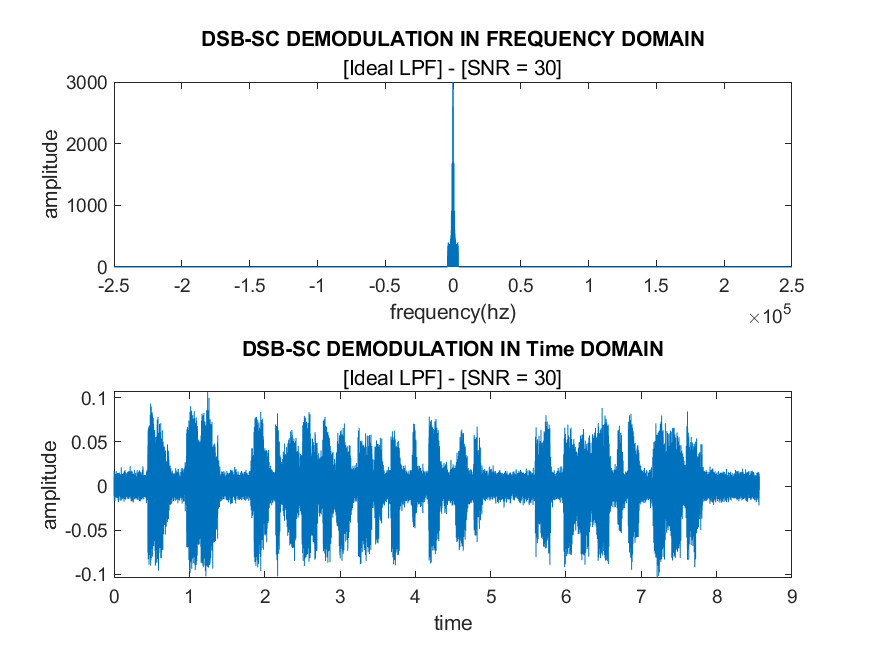 DSB-SC DEMODULATION IN FREQUENCY DOMAIN
[Ideal LPF] - [SNR = 30]
3000
2000
1000
0
amplitude
-2.5 -2 -1.5 -1 -0.5 0 0.5 1 1.5 2 2.5
frequency(hz)
×10^5
DSB-SC DEMODULATION IN Time DOMAIN
[Ideal LPF] - [SNR = 30]
0.1
0.05
0
-0.05
-0.1
amplitude
0 1 2 3 4 5 6 7 8 9
time